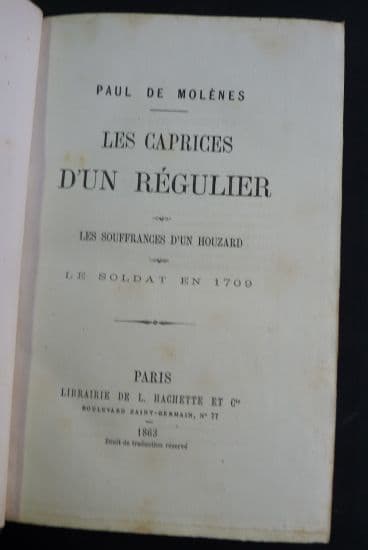 PAUL DE MOLÈNES
LES CAPRICES
D'UN RÉGULIER
LES SOUFFRANCES D'UN HOUZARD
LE SOLDAT EN 1709
PARIS
LIBRAIRIE DE L. HACHETTE ET Cie
BOULEVARD SAINT-GERMAIN, N° 77
1863
Droit de traduction réservé